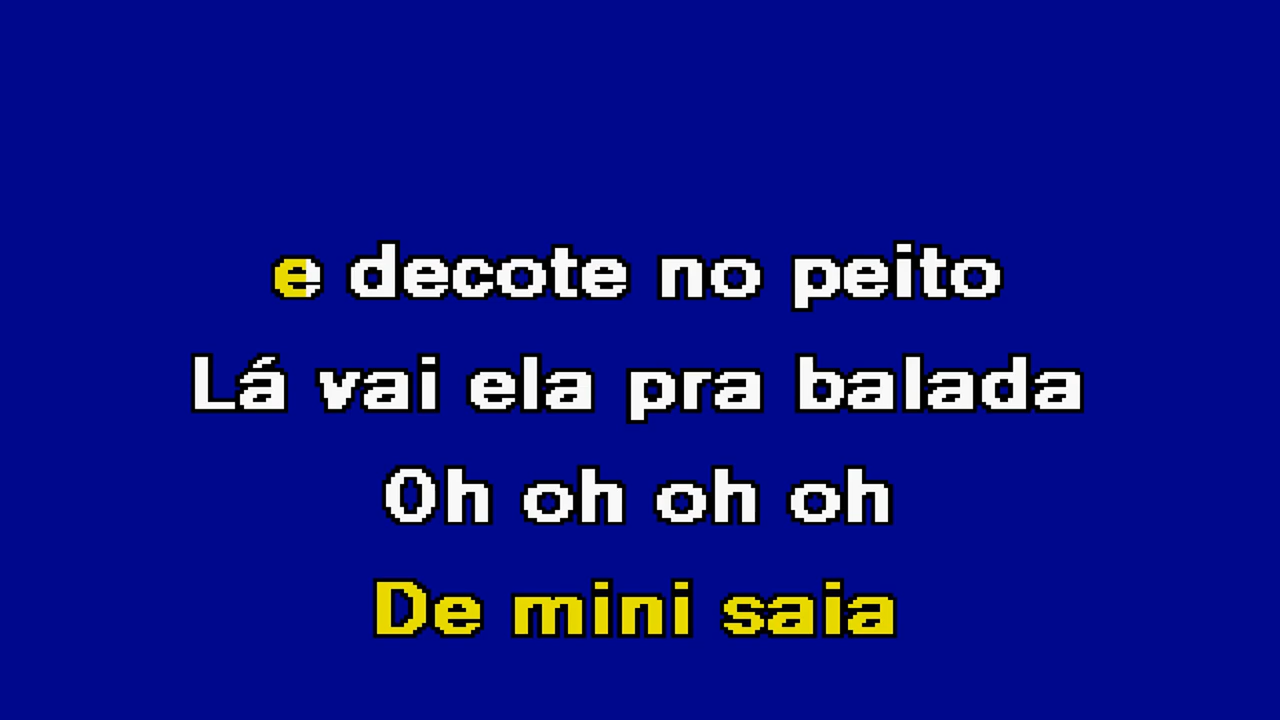 e decote no peito
Lá vai ela pra balada
Oh oh oh oh
De mini saia